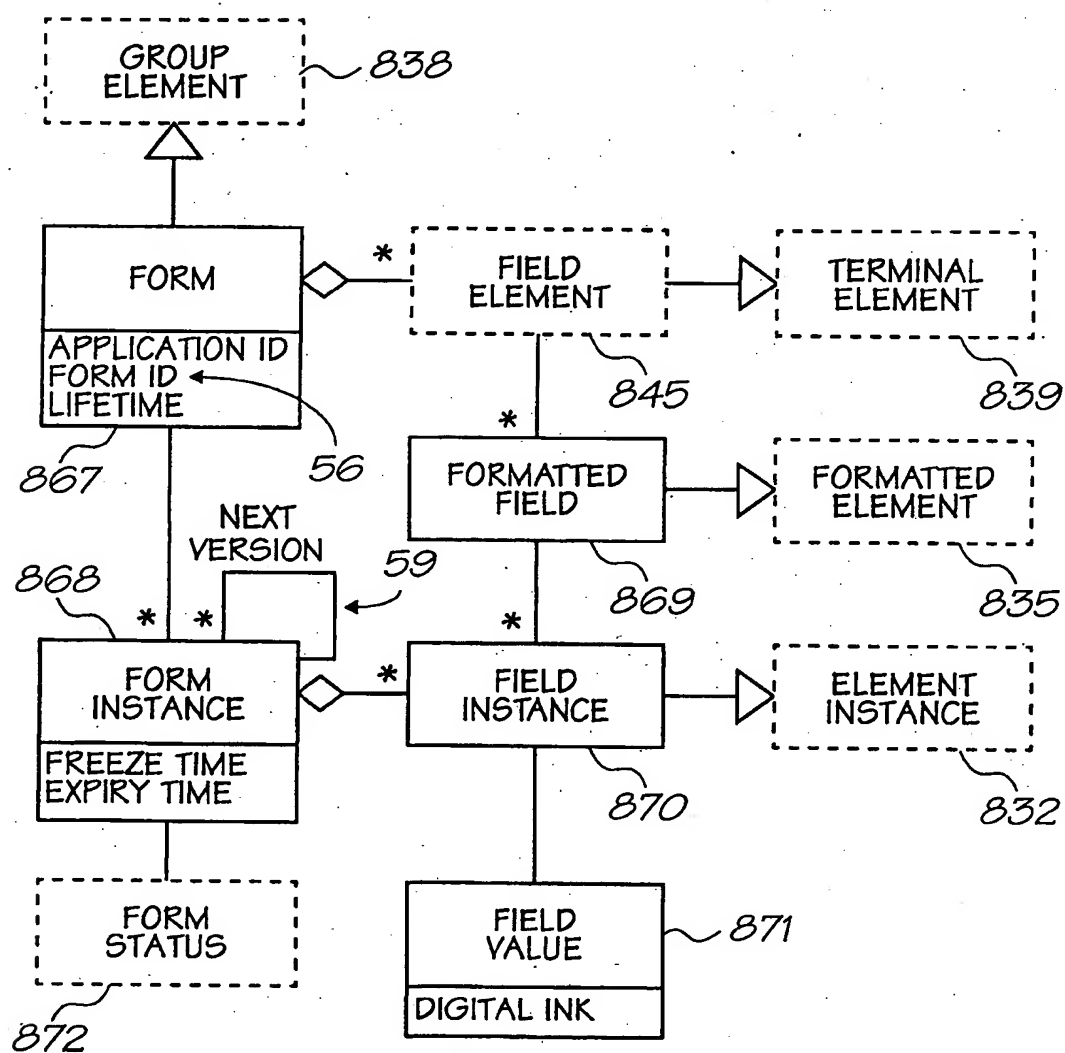 GROUP
ELEMENT
838
FORM
*
FIELD
ELEMENT
TERMINAL
ELEMENT
APPLICATION ID
FORM ID
LIFETIME
845
839
867
56
*
FORMATTED
FIELD
FORMATTED
ELEMENT
NEXT
VERSION
59
869
835
868
*
*
*
*
FORM
INSTANCE
FIELD
INSTANCE
ELEMENT
INSTANCE
FREEZE TIME
EXPIRY TIME
870
832
FORM
STATUS
FIELD
VALUE
871
DIGITAL INK
872